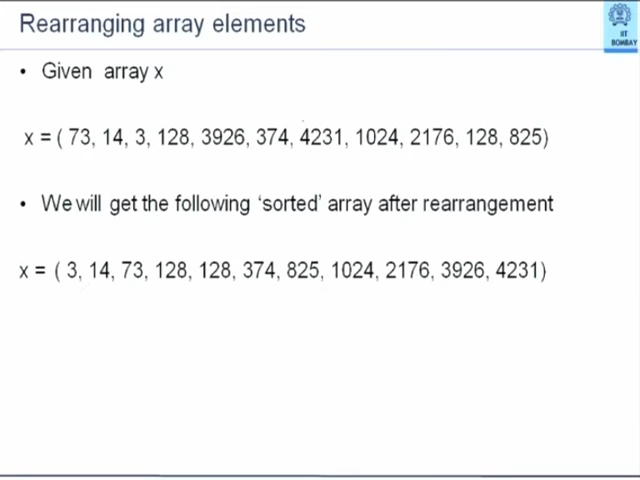 Rearranging array elements
IIT
BOMBAY
• Given array x
x = ( 73, 14, 3, 128, 3926, 374, 4231, 1024, 2176, 128, 825)
• We will get the following ‘sorted’ array after rearrangement
x = ( 3, 14, 73, 128, 128, 374, 825, 1024, 2176, 3926, 4231)